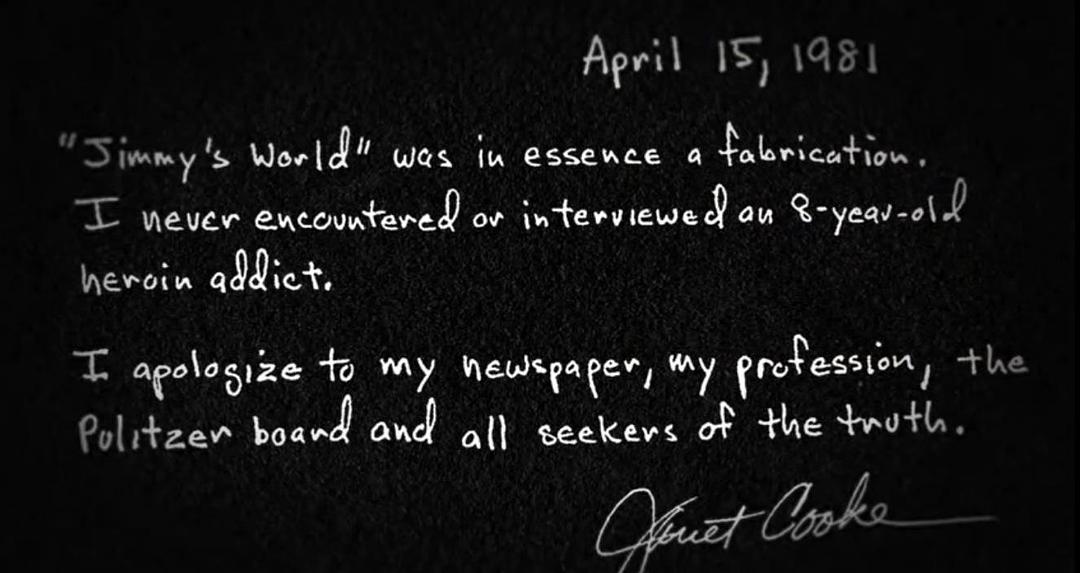 April 15, 1981
"Jimmy's World" was in essence a fabrication.
I never encountered or interviewed an 8-year-old
heroin addict.
I apologize to my newspaper, my profession, the
Pulitzer board and all seekers of the truth.
Janet Cooke